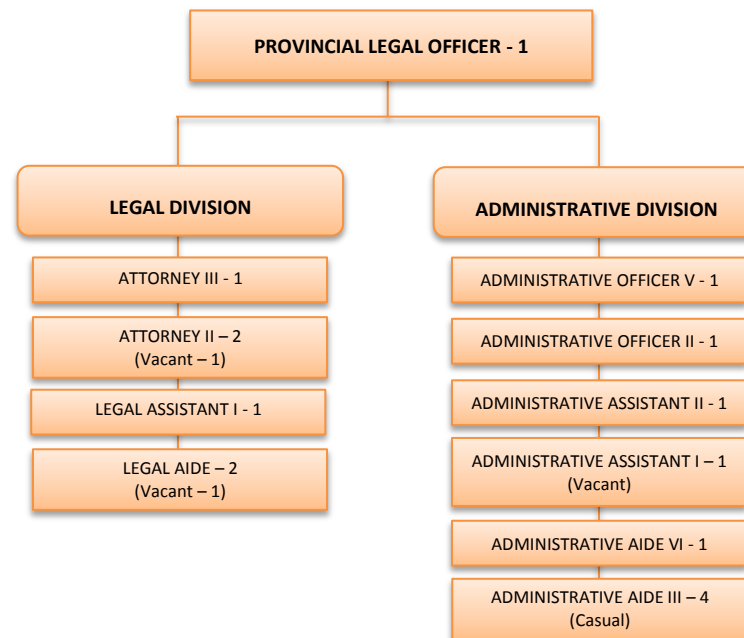 PROVINCIAL LEGAL OFFICER - 1
LEGAL DIVISION
ATTORNEY III - 1
ATTORNEY II – 2
(Vacant – 1)
LEGAL ASSISTANT I - 1
LEGAL AIDE – 2
(Vacant – 1)
ADMINISTRATIVE DIVISION
ADMINISTRATIVE OFFICER V - 1
ADMINISTRATIVE OFFICER II - 1
ADMINISTRATIVE ASSISTANT II - 1
ADMINISTRATIVE ASSISTANT I – 1
(Vacant)
ADMINISTRATIVE AIDE VI - 1
ADMINISTRATIVE AIDE III – 4
(Casual)